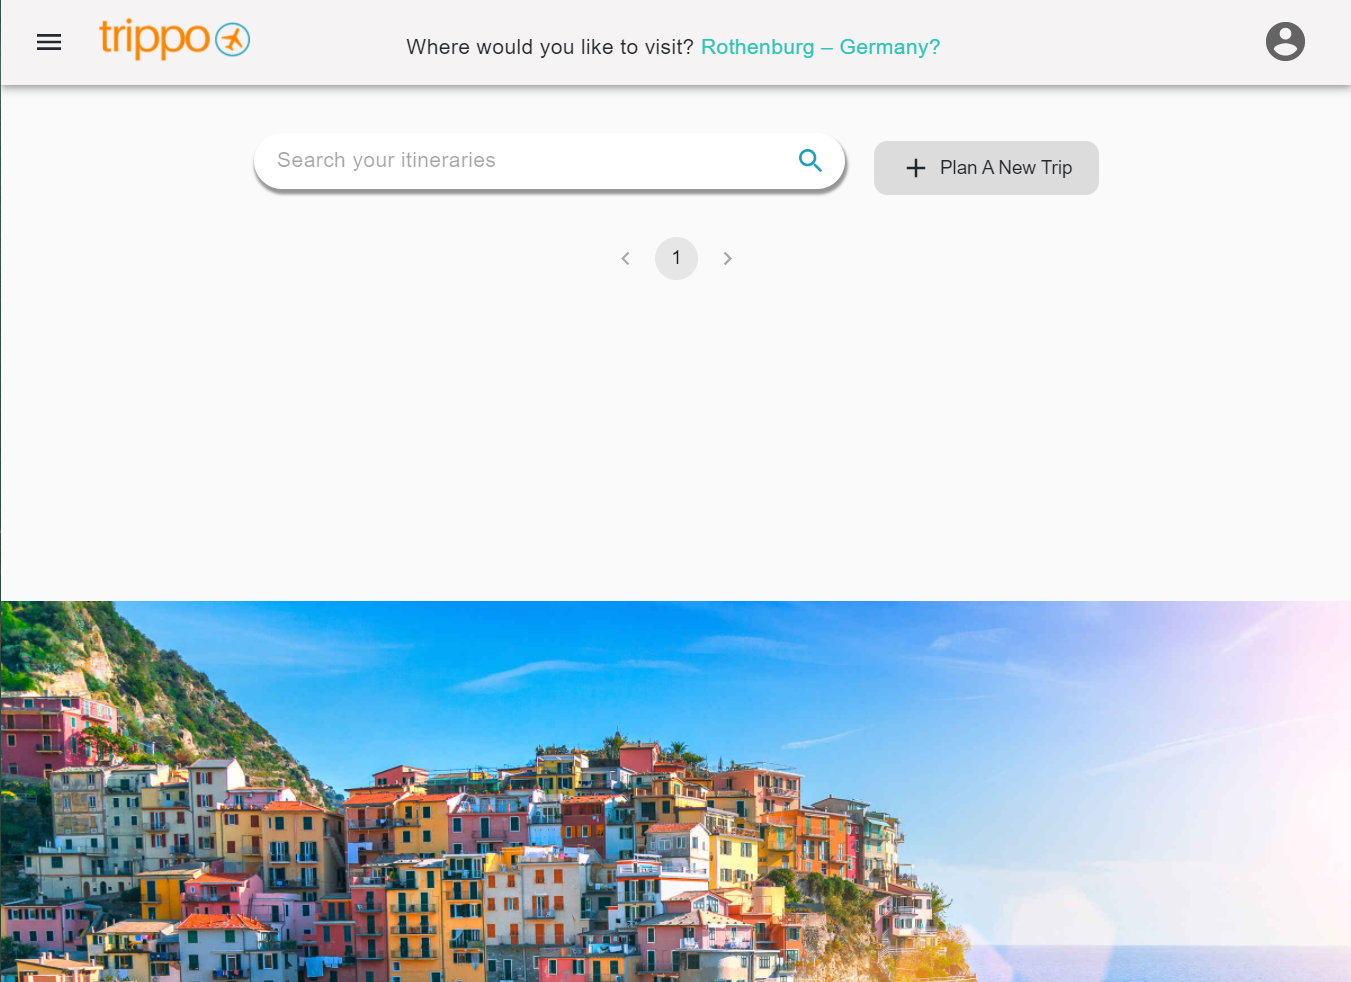 trippo
Where would you like to visit? Rothenburg – Germany?
Search your itineraries
Plan A New Trip
1